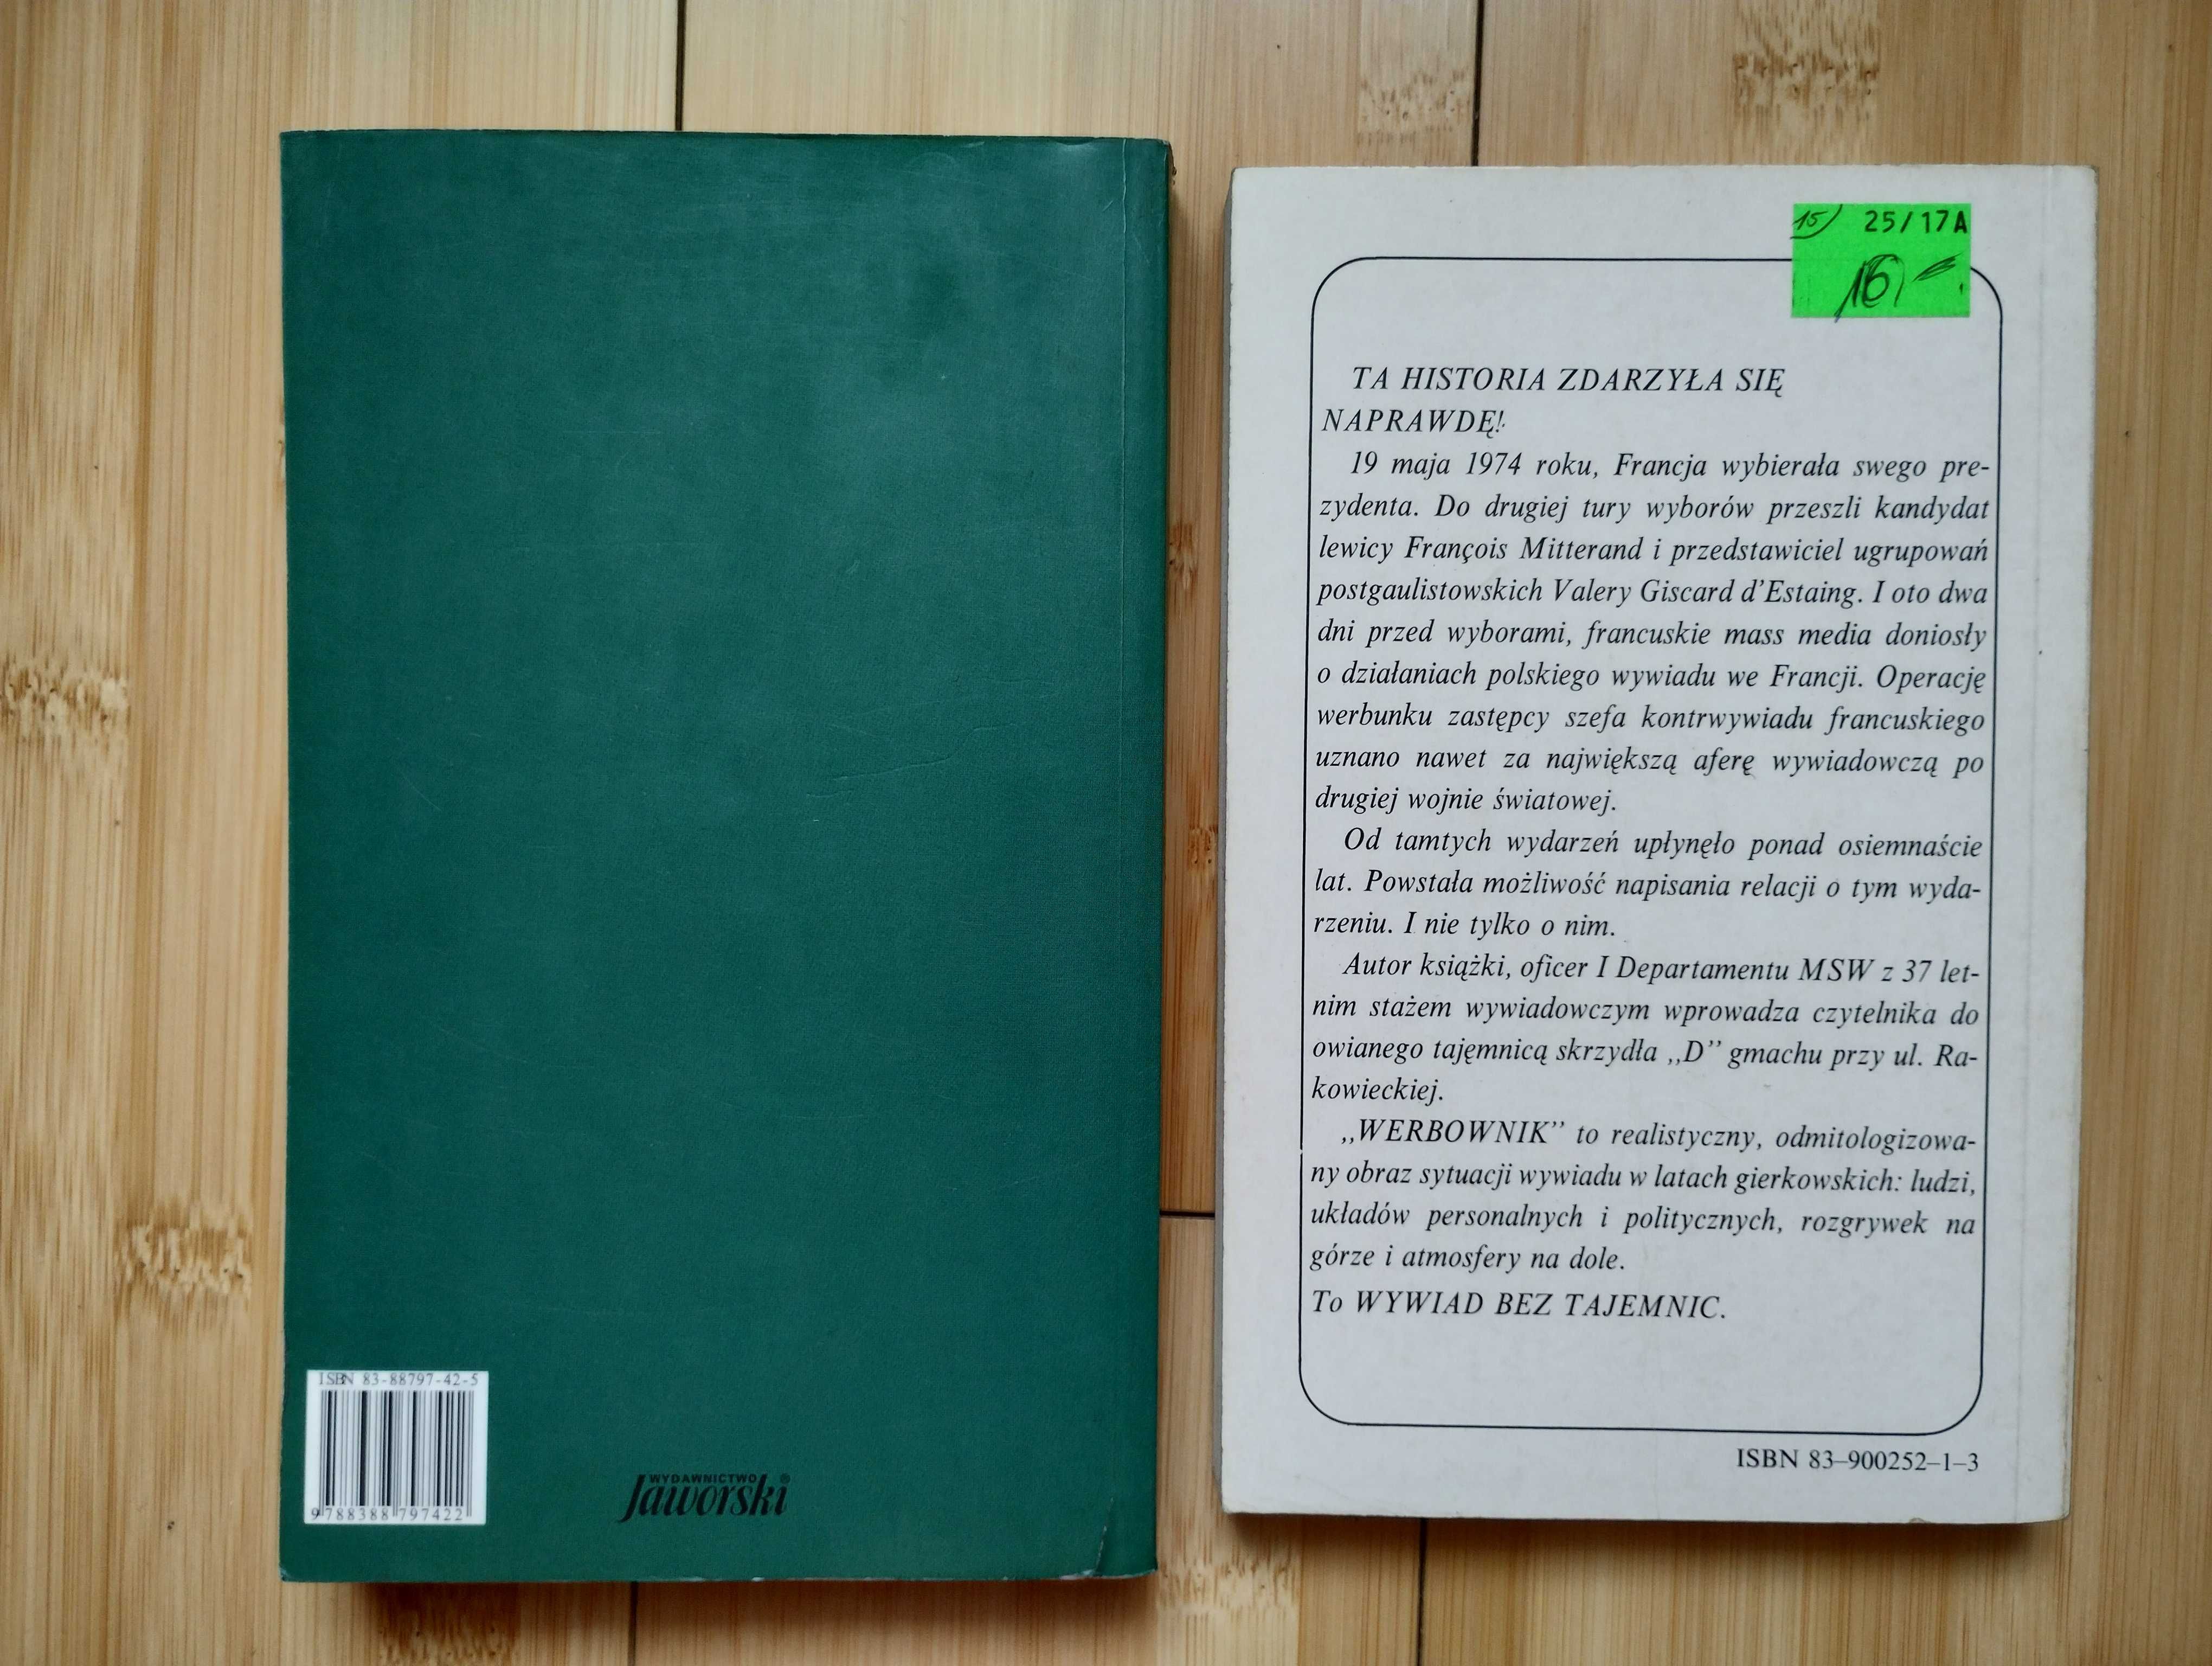 ISBN 83-88797-42-5
9 788388 797422
WYDAWNICTWO ®
Jaworski
15) 25/17A
TA HISTORIA ZDARZYŁA SIĘ
NAPRAWDĘ!
19 maja 1974 roku, Francja wybierała swego pre-
zydenta. Do drugiej tury wyborów przeszli kandydat
lewicy François Mitterand i przedstawiciel ugrupowań
postgaulistowskich Valery Giscard d'Estaing. I oto dwa
dni przed wyborami, francuskie mass media doniosły
o działaniach polskiego wywiadu we Francji. Operację
werbunku zastępcy szefa kontrwywiadu francuskiego
uznano nawet za największą aferę wywiadowczą po
drugiej wojnie światowej.
Od tamtych wydarzeń upłynęło ponad osiemnaście
lat. Powstała możliwość napisania relacji o tym wyda-
rzeniu. I nie tylko o nim.
Autor książki, oficer I Departamentu MSW z 37 let-
nim stażem wywiadowczym wprowadza czytelnika do
owianego tajemnicą skrzydła ,,D'' gmachu przy ul. Ra-
kowieckiej.
,,WERBOWNIK'' to realistyczny, odmitologizowa-
ny obraz sytuacji wywiadu w latach gierkowskich: ludzi,
układów personalnych i politycznych, rozgrywek na
górze i atmosfery na dole.
To WYWIAD BEZ TAJEMNIC.
ISBN 83–900252–1–3